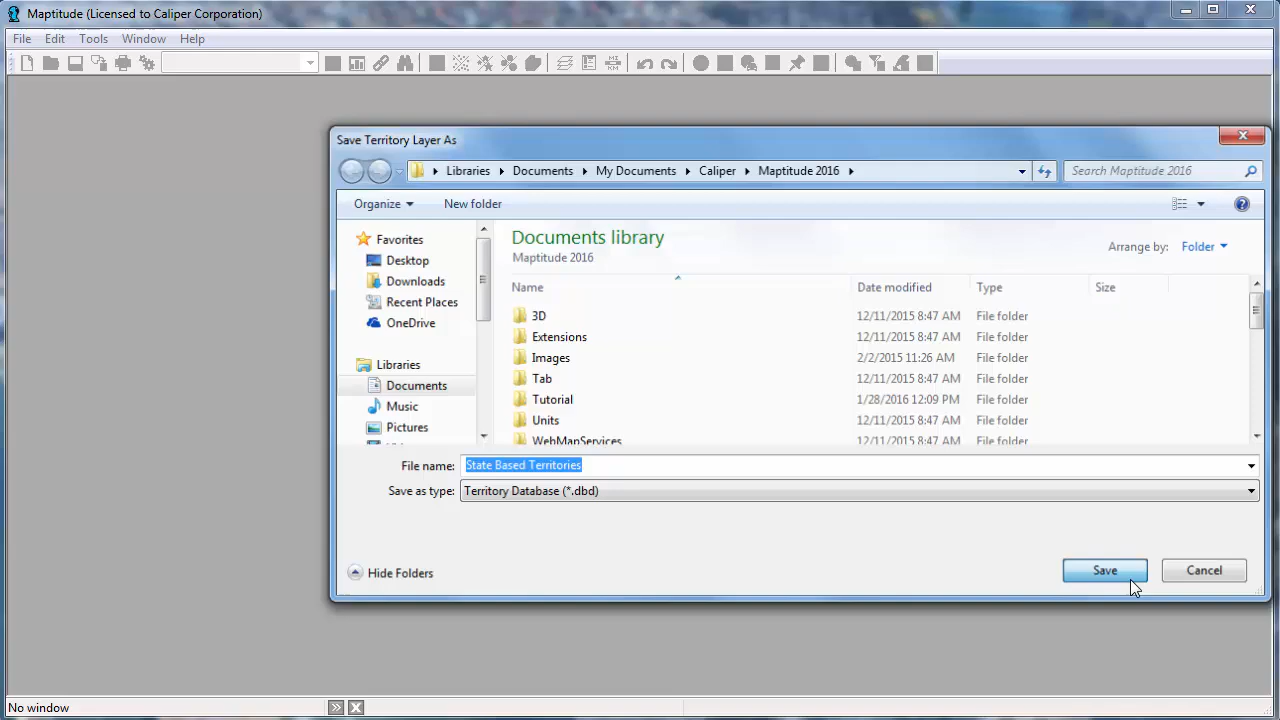 Maptitude (Licensed to Caliper Corporation)
File Edit Tools Window Help
Save Territory Layer As
Libraries Documents My Documents Caliper Maptitude 2016
Search Maptitude 2016
Organize New folder
Favorites
Desktop
Downloads
Recent Places
OneDrive
Libraries
Documents
Music
Pictures
Documents library
Maptitude 2016
Arrange by: Folder
Name Date modified Type Size
3D 12/11/2015 8:47 AM File folder
Extensions 12/11/2015 8:47 AM File folder
Images 2/2/2015 11:26 AM File folder
Tab 12/11/2015 8:47 AM File folder
Tutorial 1/28/2016 12:09 PM File folder
Units 12/11/2015 8:47 AM File folder
WebManServices 12/11/2015 8:47 AM File folder
File name: State Based Territories
Save as type: Territory Database (*.dbd)
Hide Folders
Save Cancel
No window